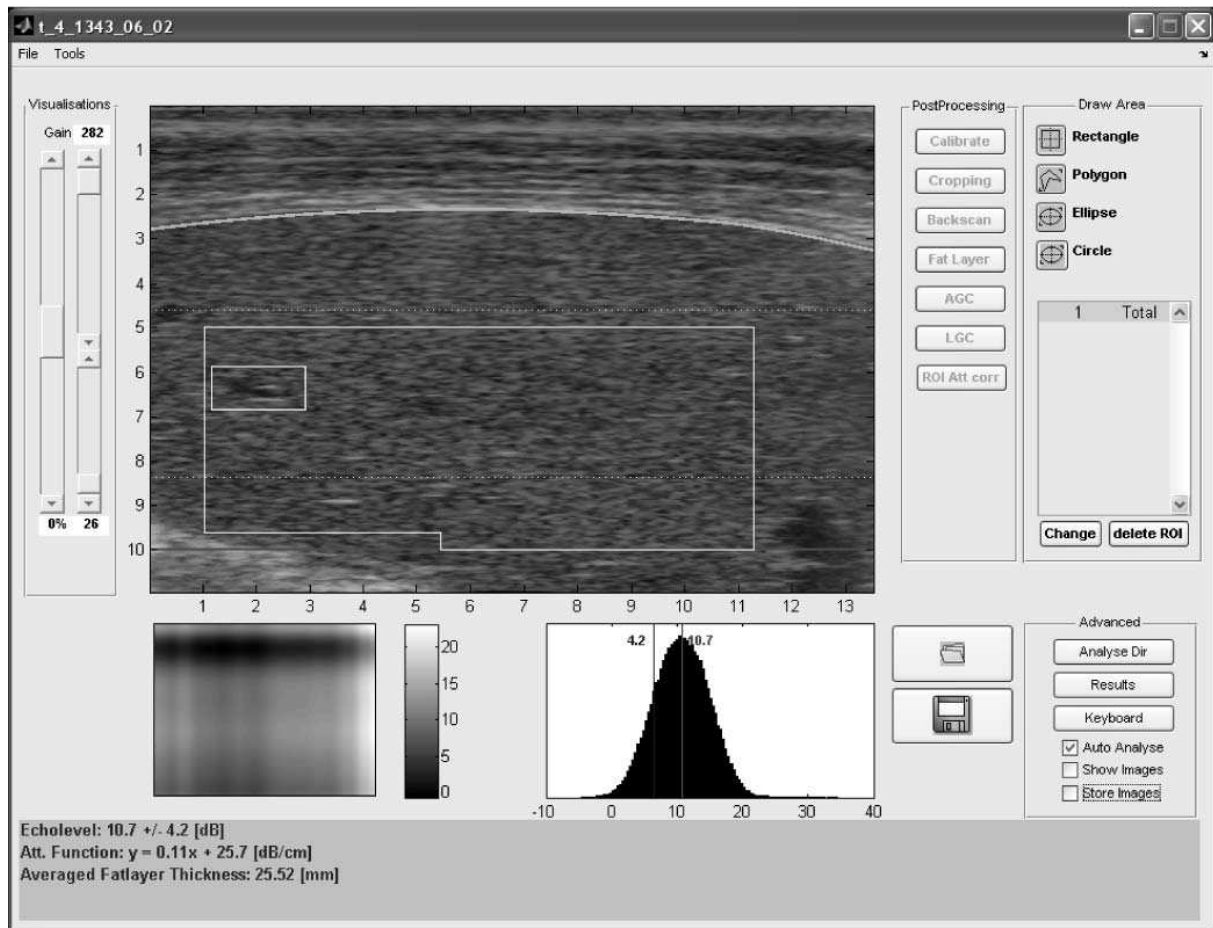 t_4_1343_06_02
File Tools
Visualisations
Gain 282
0% 26
1
2
3
4
5
6
7
8
9
10
1 2 3 4 5 6 7 8 9 10 11 12 13
PostProcessing
Calibrate
Cropping
Backscan
Fat Layer
AGC
LGC
ROI Att corr
Draw Area
Rectangle
Polygon
Ellipse
Circle
1 Total
Change delete ROI
20
15
10
5
0
4.2 10.7
-10 0 10 20 30 40
Advanced
Analyse Dir
Results
Keyboard
Auto Analyse
Show Images
Store Images
Echolevel: 10.7 +/- 4.2 [dB]
Att. Function: y = 0.11x + 25.7 [dB/cm]
Averaged Fatlayer Thickness: 25.52 [mm]